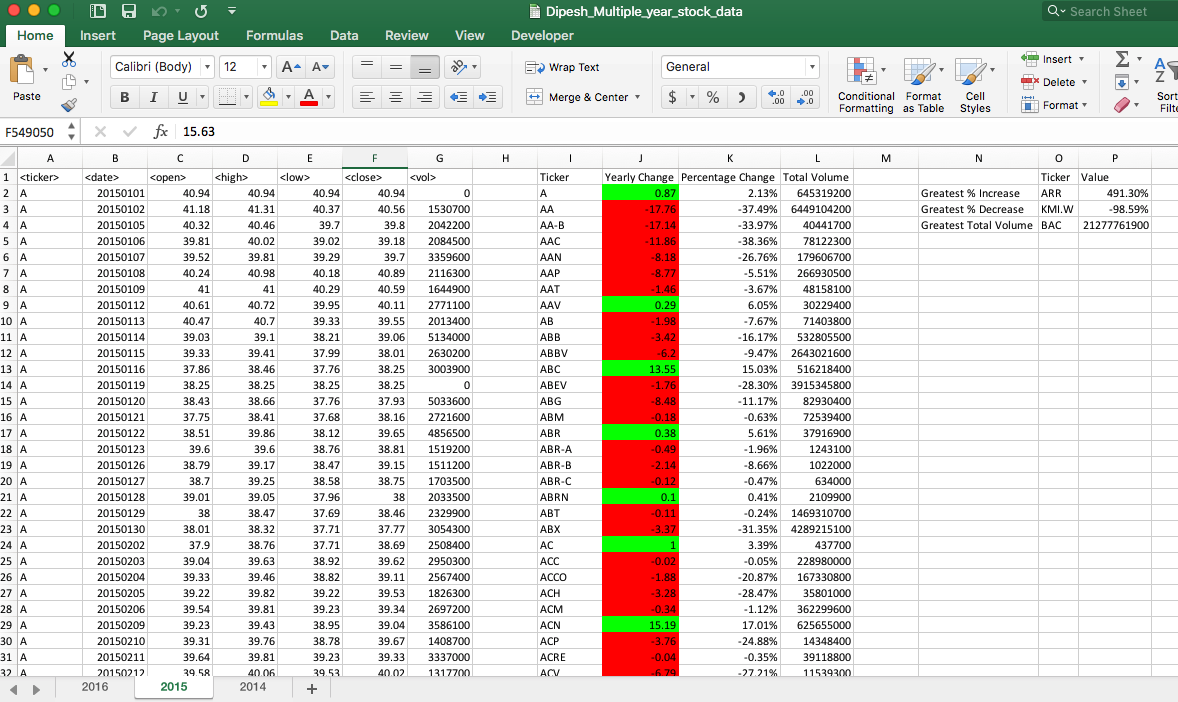 Dipesh_Multiple_year_stock_data
Search Sheet
Home Insert Page Layout Formulas Data Review View Developer
Paste
Calibri (Body) 12 A A
B I U A
Wrap Text
Merge & Center
General
$ % )
Conditional Formatting
Format as Table
Cell Styles
Insert
Delete
Format
Sort
Filte
F549050 fx 15.63
A B C D E F G H I J K L M N O P
1 <ticker> <date> <open> <high> <low> <close> <vol> Ticker Yearly Change Percentage Change Total Volume Ticker Value
2 A 20150101 40.94 40.94 40.94 40.94 0 A 0.87 2.13% 645319200 Greatest % Increase ARR 491.30%
3 A 20150102 41.18 41.31 40.37 40.56 1530700 AA -17.76 -37.49% 6449104200 Greatest % Decrease KMI.W -98.59%
4 A 20150105 40.32 40.46 39.7 39.8 2042200 AA-B -17.14 -33.97% 40441700 Greatest Total Volume BAC 21277761900
5 A 20150106 39.81 40.02 39.02 39.18 2084500 AAC -11.86 -38.36% 78122300
6 A 20150107 39.52 39.81 39.29 39.7 3359600 AAN -8.18 -26.76% 179606700
7 A 20150108 40.24 40.98 40.18 40.89 2116300 AAP -8.77 -5.51% 266930500
8 A 20150109 41 41 40.29 40.59 1644900 AAT -1.46 -3.67% 48158100
9 A 20150112 40.61 40.72 39.95 40.11 2771100 AAV 0.29 6.05% 30229400
10 A 20150113 40.47 40.7 39.33 39.55 2013400 AB -1.98 -7.67% 71403800
11 A 20150114 39.03 39.1 38.21 39.06 5134000 ABB -3.42 -16.17% 532805500
12 A 20150115 39.33 39.41 37.99 38.01 2630200 ABBV -6.2 -9.47% 2643021600
13 A 20150116 37.86 38.46 37.76 38.25 3003900 ABC 13.55 15.03% 516218400
14 A 20150119 38.25 38.25 38.25 38.25 0 ABEV -1.76 -28.30% 3915345800
15 A 20150120 38.43 38.66 37.76 37.93 5033600 ABG -8.48 -11.17% 82930400
16 A 20150121 37.75 38.41 37.68 38.16 2721600 ABM -0.18 -0.63% 72539400
17 A 20150122 38.51 39.86 38.12 39.65 4856500 ABR 0.38 5.61% 37916900
18 A 20150123 39.6 39.6 38.76 38.81 1519200 ABR-A -0.49 -1.96% 1243100
19 A 20150126 38.79 39.17 38.47 39.15 1511200 ABR-B -2.14 -8.66% 1022000
20 A 20150127 38.7 39.25 38.58 38.75 1703500 ABR-C -0.12 -0.47% 634000
21 A 20150128 39.01 39.05 37.96 38 2033500 ABRN 0.1 0.41% 2109900
22 A 20150129 38 38.47 37.69 38.46 2329900 ABT -0.11 -0.24% 1469310700
23 A 20150130 38.01 38.32 37.71 37.77 3054300 ABX -3.37 -31.35% 4289215100
24 A 20150202 37.9 38.76 37.71 38.69 2508400 AC 1 3.39% 437700
25 A 20150203 39.04 39.63 38.92 39.62 2950300 ACC -0.02 -0.05% 228980000
26 A 20150204 39.33 39.46 38.82 39.11 2567400 ACCO -1.88 -20.87% 167330800
27 A 20150205 39.22 39.82 39.22 39.53 1826300 ACH -3.28 -28.47% 35801000
28 A 20150206 39.54 39.81 39.23 39.34 2697200 ACM -0.34 -1.12% 362299600
29 A 20150209 39.23 39.43 38.95 39.04 3586100 ACN 15.19 17.01% 625655000
30 A 20150210 39.31 39.76 38.78 39.67 1408700 ACP -3.76 -24.88% 14348400
31 A 20150211 39.64 39.81 39.23 39.33 3337000 ACRE -0.04 -0.35% 39118800
32 A 20150212 39.58 40.06 39.53 40.02 1317700 ACV -6.79 -27.21% 11539300
2016 2015 2014 +